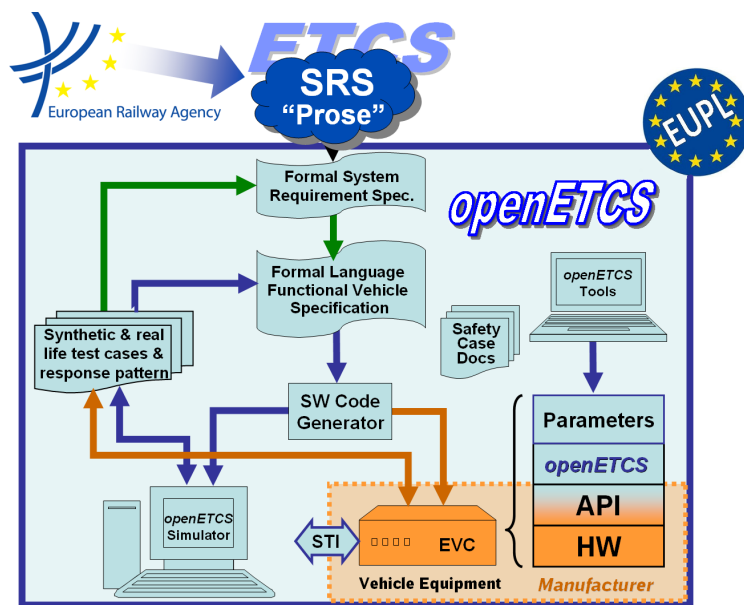 ETCS
SRS
“Prose”
European Railway Agency
EUPL
Formal System
Requirement Spec.
openETCS
Formal Language
Functional Vehicle
Specification
openETCS
Tools
Synthetic & real
life test cases &
response pattern
Safety
Case
Docs
SW Code
Generator
Parameters
openETCS
API
HW
openETCS
Simulator
STI
EVC
Vehicle Equipment
Manufacturer